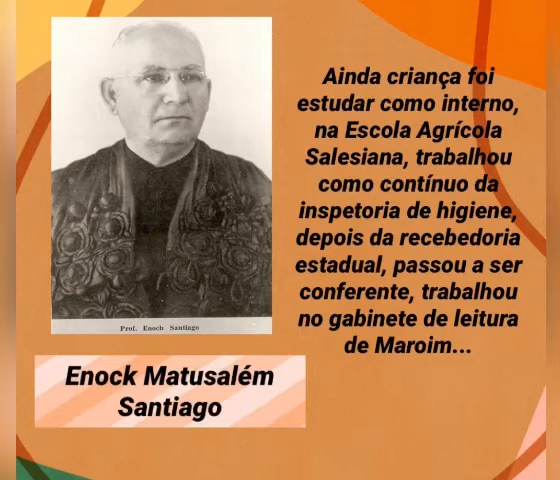 Ainda criança foi
estudar como interno,
na Escola Agrícola
Salesiana, trabalhou
como contínuo da
inspetoria de higiene,
depois da recebedoria
estadual, passou a ser
conferente, trabalhou
no gabinete de leitura
de Maroim...
Prof. Enoch Santiago
Enock Matusalém
Santiago